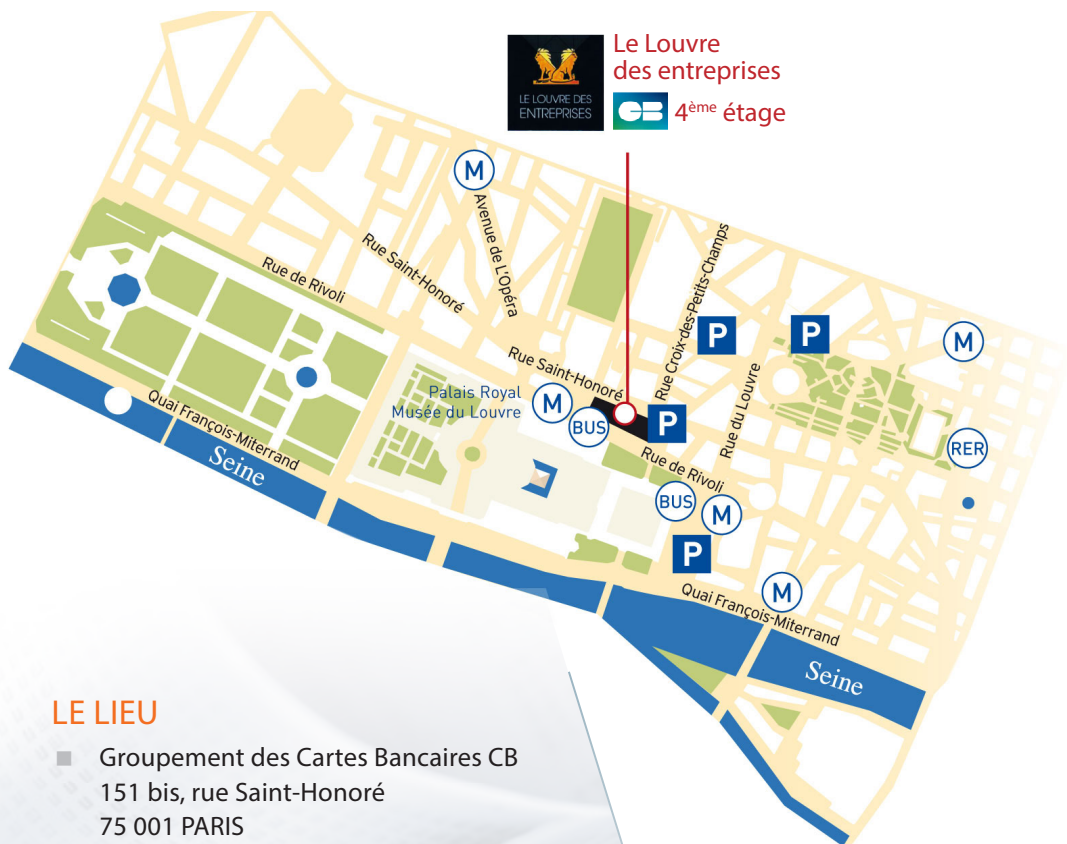 Le Louvre
des entreprises
LE LOUVRE DES
ENTREPRISES
CB 4ème étage
M
Avenue de L'Opéra
Rue Saint-Honoré
Rue de Rivoli
Rue Croix-des-Petits-Champs
P
P
M
Rue Saint-Honoré
Rue du Louvre
Palais Royal
Musée du Louvre
M
BUS
P
Rue de Rivoli
RER
Quai François-Miterrand
Seine
BUS
M
P
M
Quai François-Miterrand
Seine
LE LIEU
Groupement des Cartes Bancaires CB
151 bis, rue Saint-Honoré
75 001 PARIS